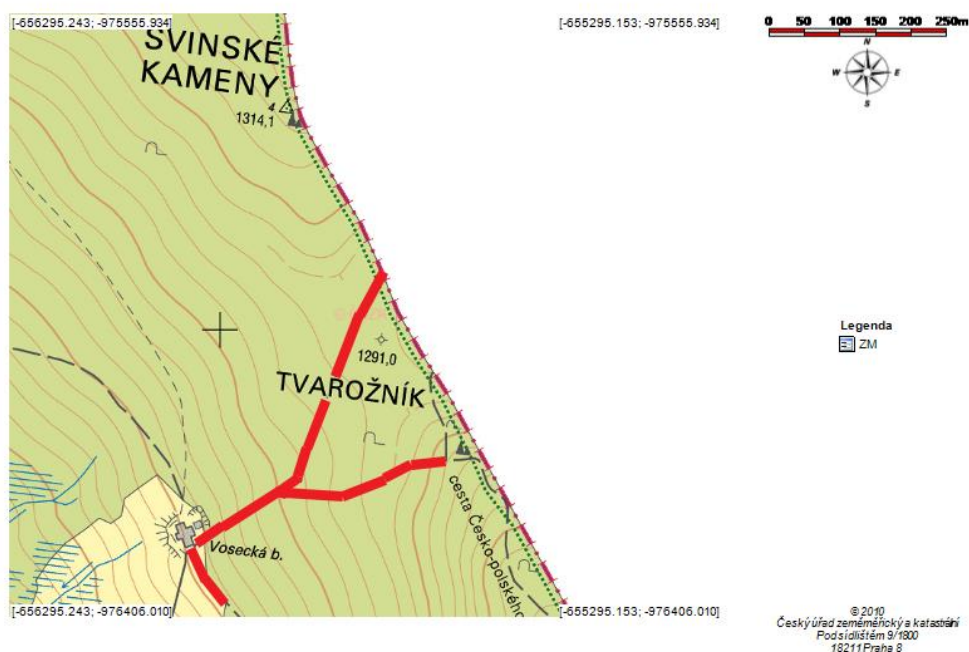 [-656295.243; -975555.934]
[-655295.153; -975555.934]
SVINSKÉ
KAMENY
4
1314,1
1291,0
TVAROŽNÍK
Vosecká b.
cesta Česko-polského
[-656295.243; -976406.010]
[-655295.153; -976406.010]
0 50 100 150 200 250m
N
W E
S
Legenda
ZM
© 2010
Český úřad zeměměřický a katastrální
Pod sídlištěm 9/1800
18211 Praha 8